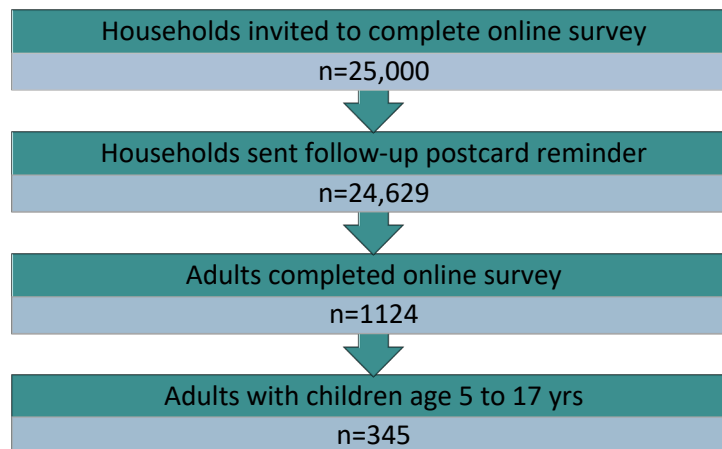 Households invited to complete online survey
n=25,000
Households sent follow-up postcard reminder
n=24,629
Adults completed online survey
n=1124
Adults with children age 5 to 17 yrs
n=345